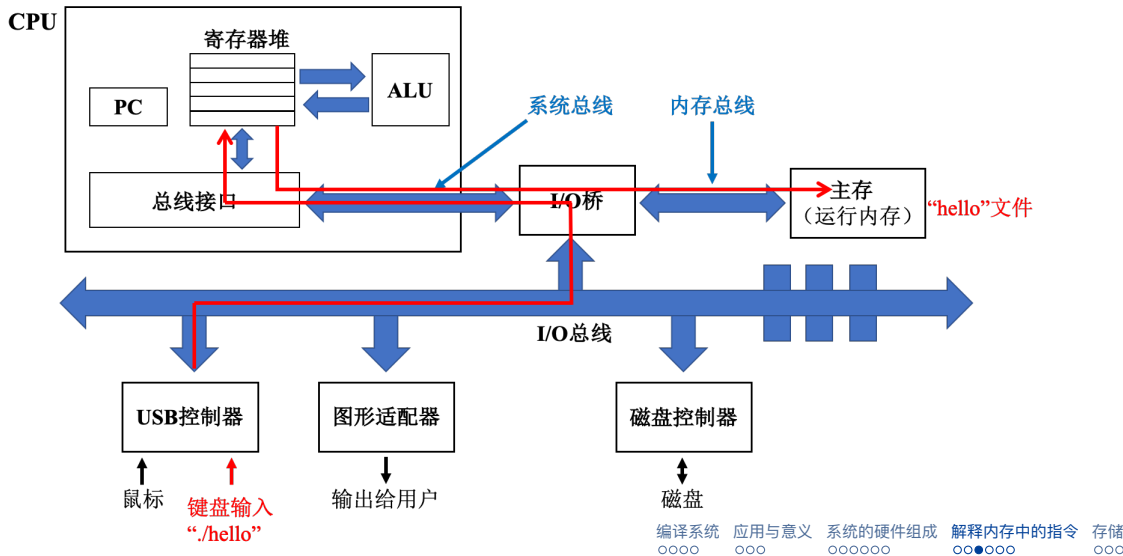 CPU
寄存器堆
PC
ALU
系统总线
内存总线
总线接口
I/O桥
主存
（运行内存）
“hello”文件
I/O总线
USB控制器
图形适配器
磁盘控制器
鼠标
键盘输入
“./hello”
输出给用户
磁盘
编译系统 应用与意义 系统的硬件组成 解释内存中的指令 存储